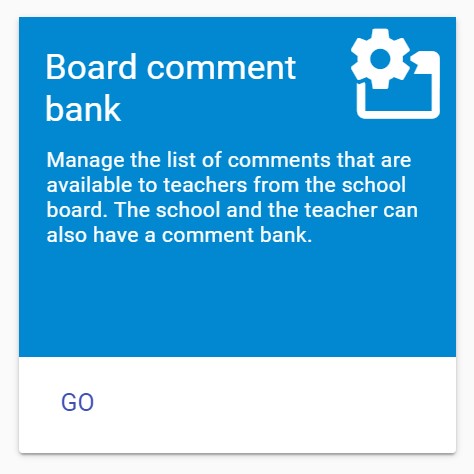 Board comment
bank
Manage the list of comments that are
available to teachers from the school
board. The school and the teacher can
also have a comment bank.
GO